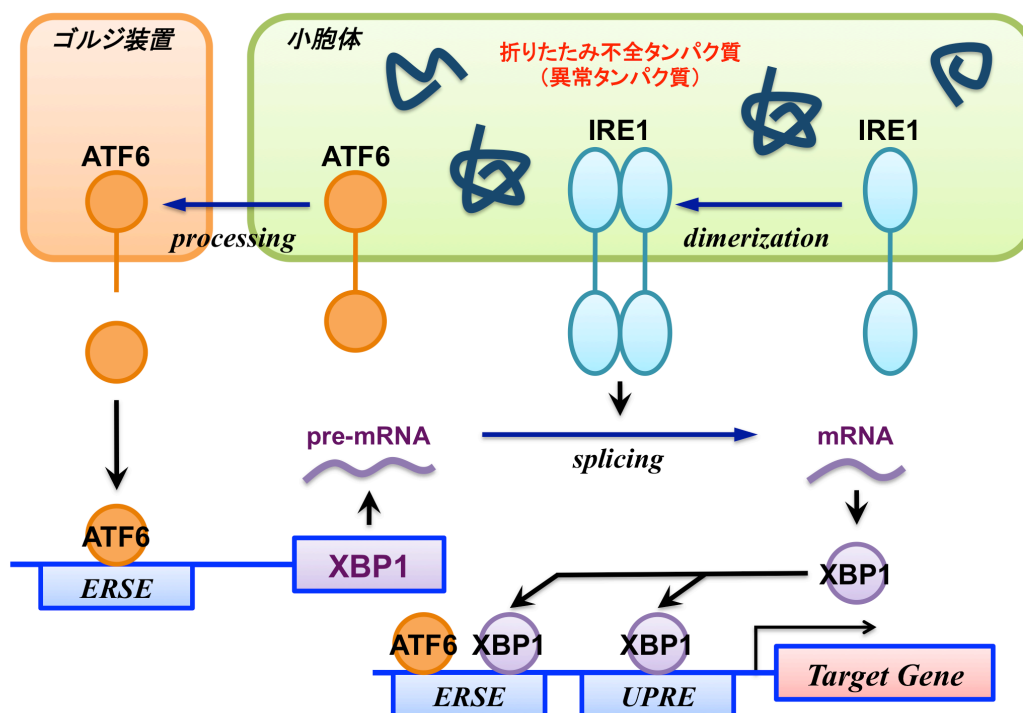 ゴルジ装置
小胞体
折りたたみ不全タンパク質
（異常タンパク質）
IRE1
IRE1
ATF6
ATF6
processing
dimerization
pre-mRNA
splicing
mRNA
ATF6
XBP1
ERSE
XBP1
ATF6
XBP1
XBP1
ERSE
UPRE
Target Gene